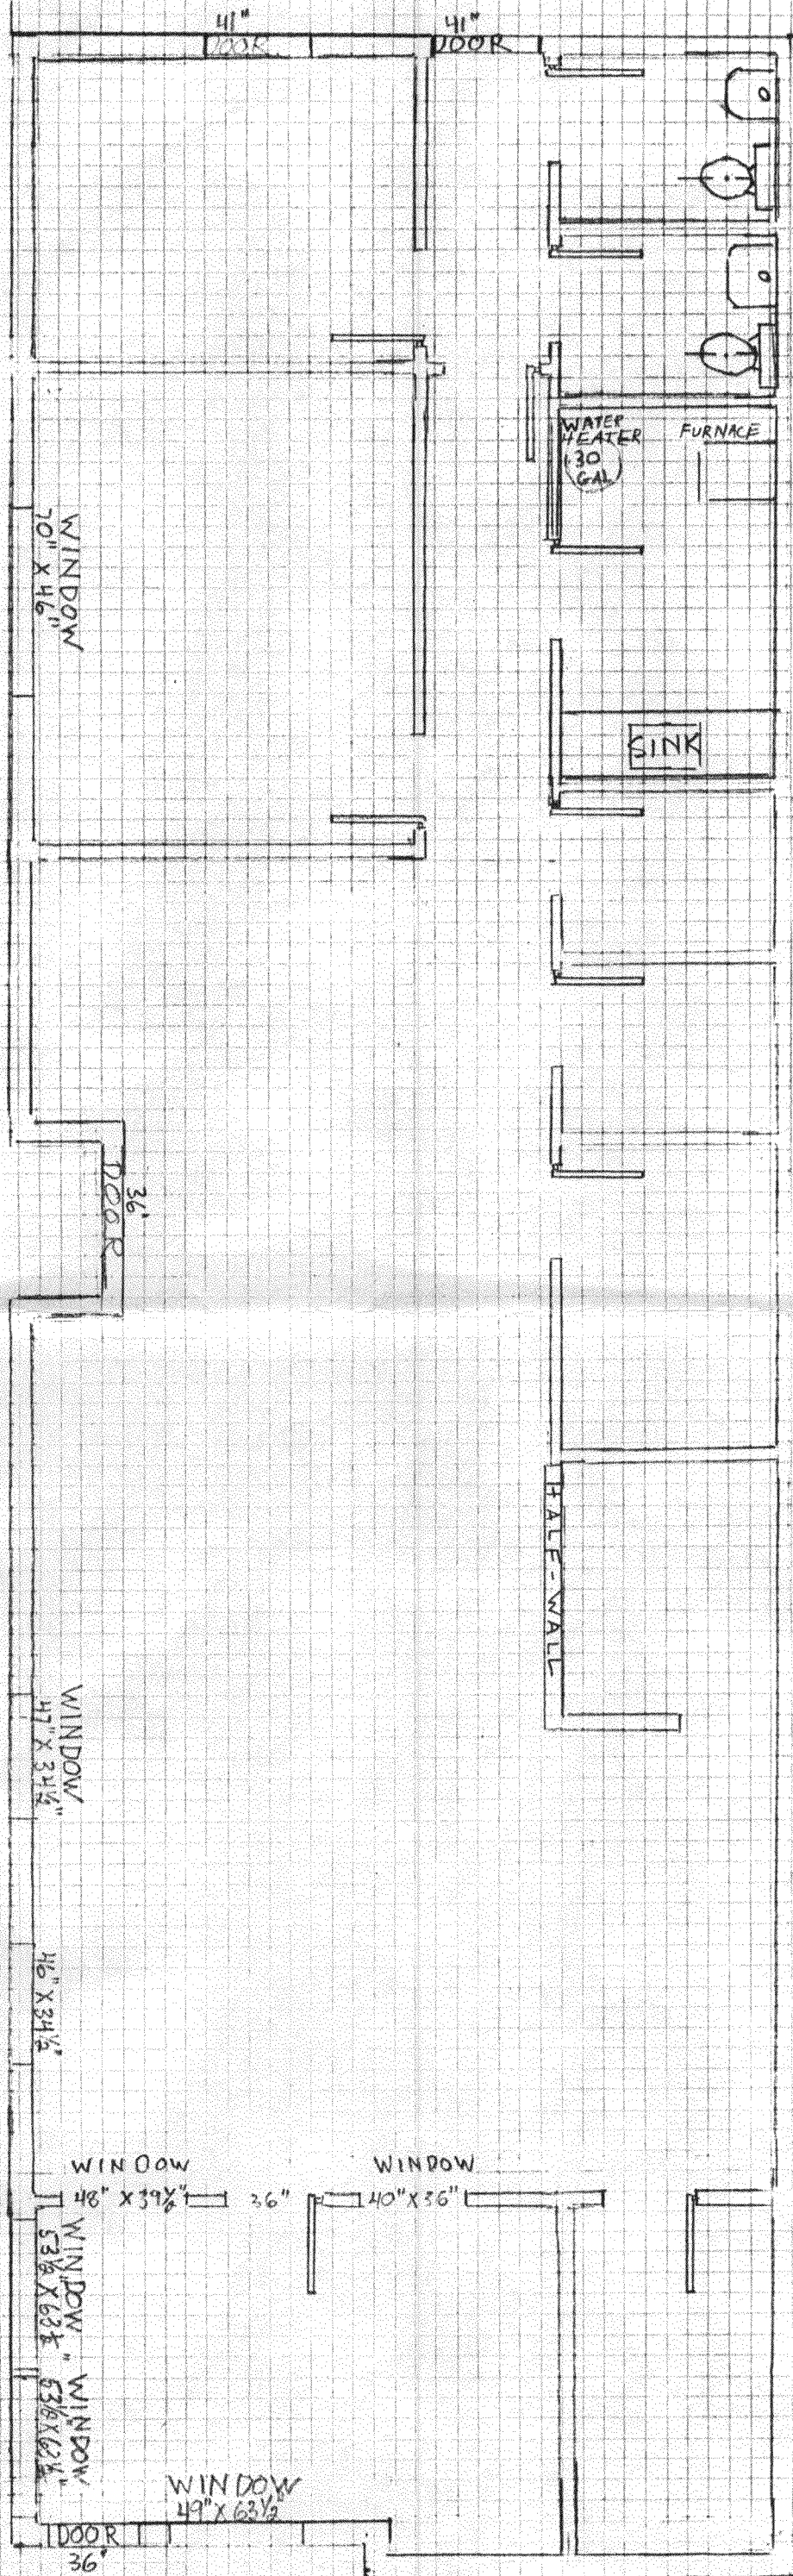 41"
41"
DOOR
DOOR
WATER
HEATER
30
GAL
FURNACE
WINDOW
70" X 46"
SINK
36"
DOOR
HALF-WALL
WINDOW
47" X 34½"
46" X 34½"
WINDOW
WINDOW
48" X 39½"
36"
40" X 36"
WINDOW
WINDOW
WINDOW
49" X 63½"
DOOR
36"